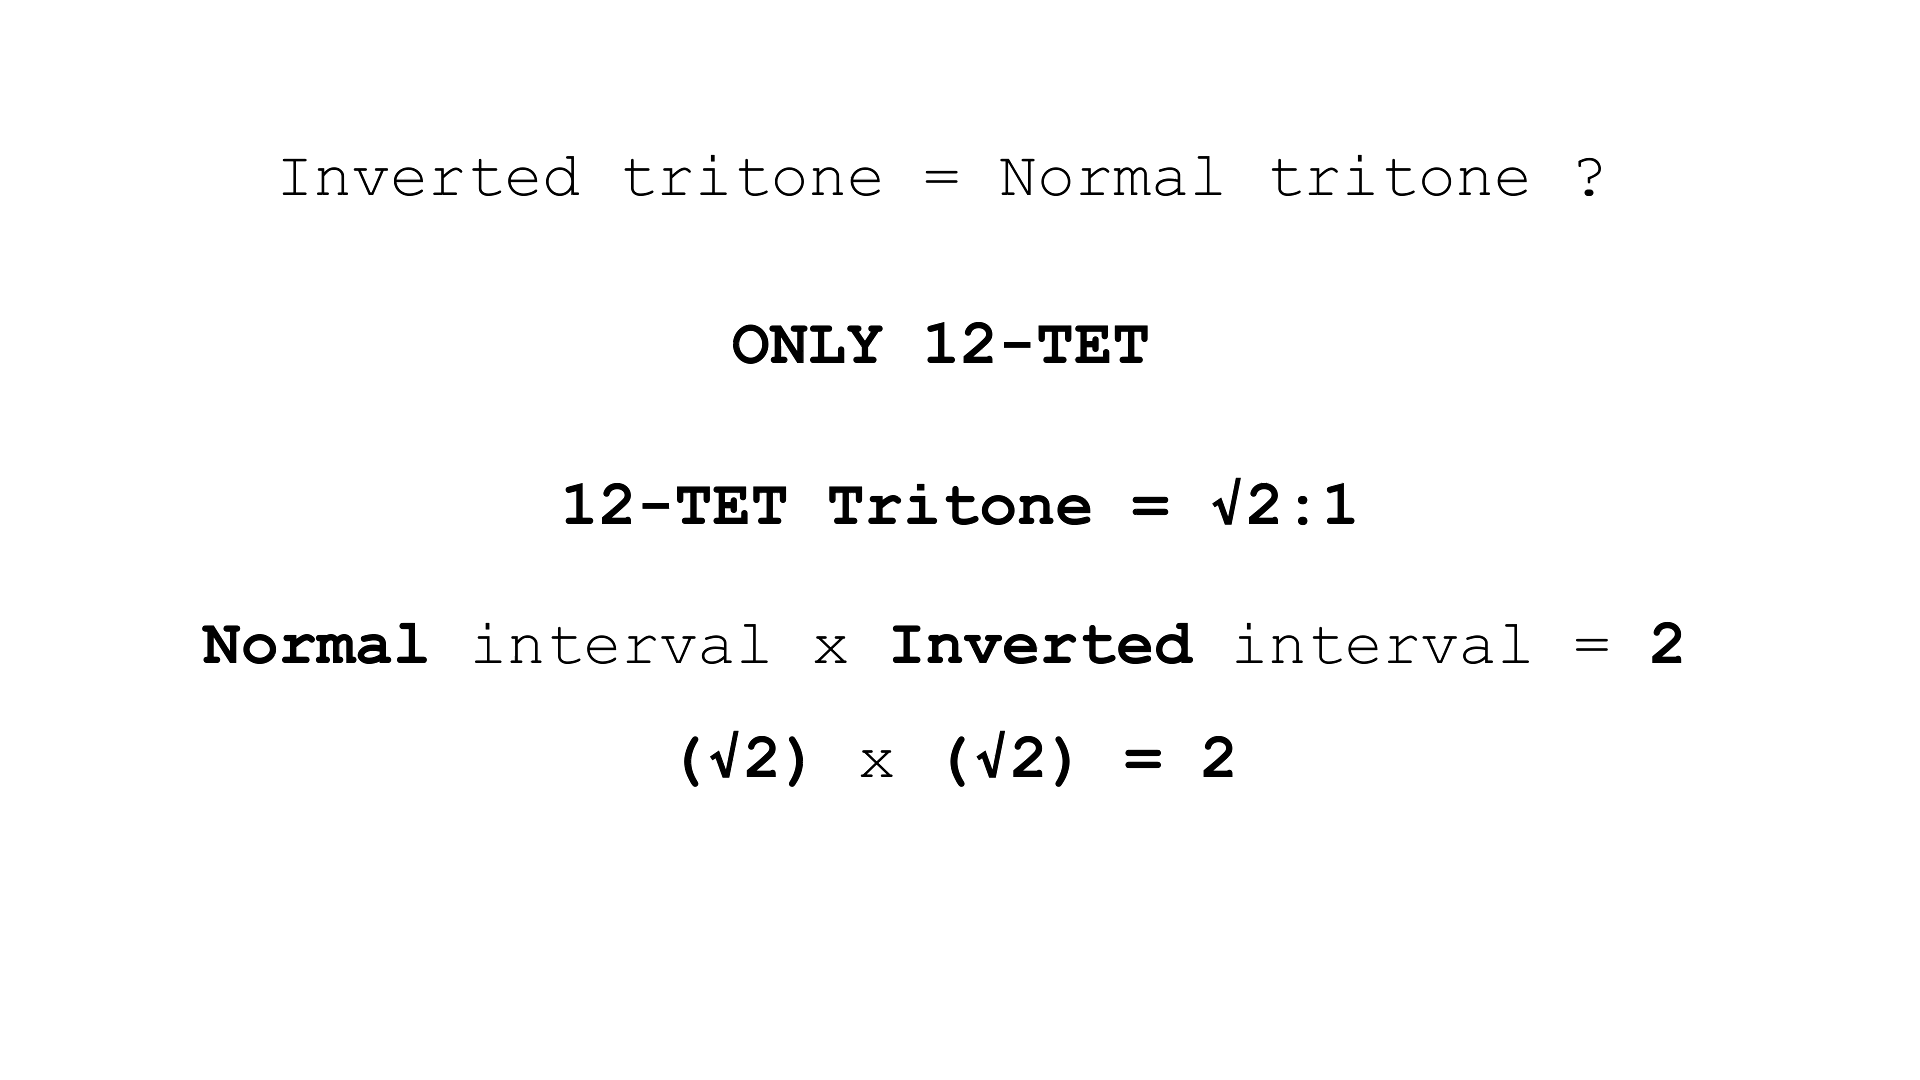 Inverted tritone = Normal tritone ?
ONLY 12-TET
12-TET Tritone = √2:1
Normal interval x Inverted interval = 2
(√2) x (√2) = 2